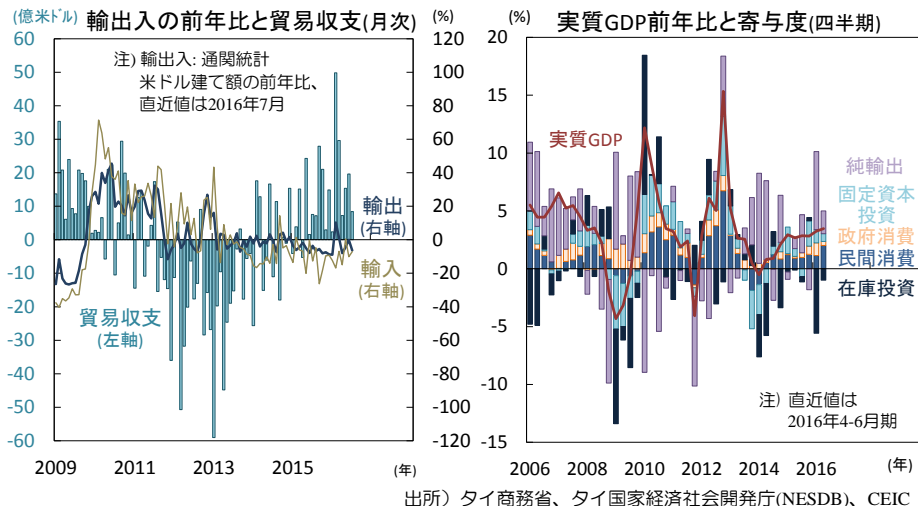 輸出入の前年比と貿易収支(月次)
(億米ドル)
(%)
60
50
40
30
20
10
0
-10
-20
-30
-40
-50
-60
120
100
80
60
40
20
0
-20
-40
-60
-80
-100
-120
注) 輸出入: 通関統計
米ドル建て額の前年比、
直近値は2016年7月
輸出
(右軸)
輸入
(右軸)
貿易収支
(左軸)
2009 2011 2013 2015 (年)
実質GDP前年比と寄与度(四半期)
(%)
20
15
10
5
0
-5
-10
-15
実質GDP
純輸出
固定資本
投資
政府消費
民間消費
在庫投資
注) 直近値は
2016年4-6月期
2006 2008 2010 2012 2014 2016 (年)
出所）タイ商務省、タイ国家経済社会開発庁(NESDB)、CEIC